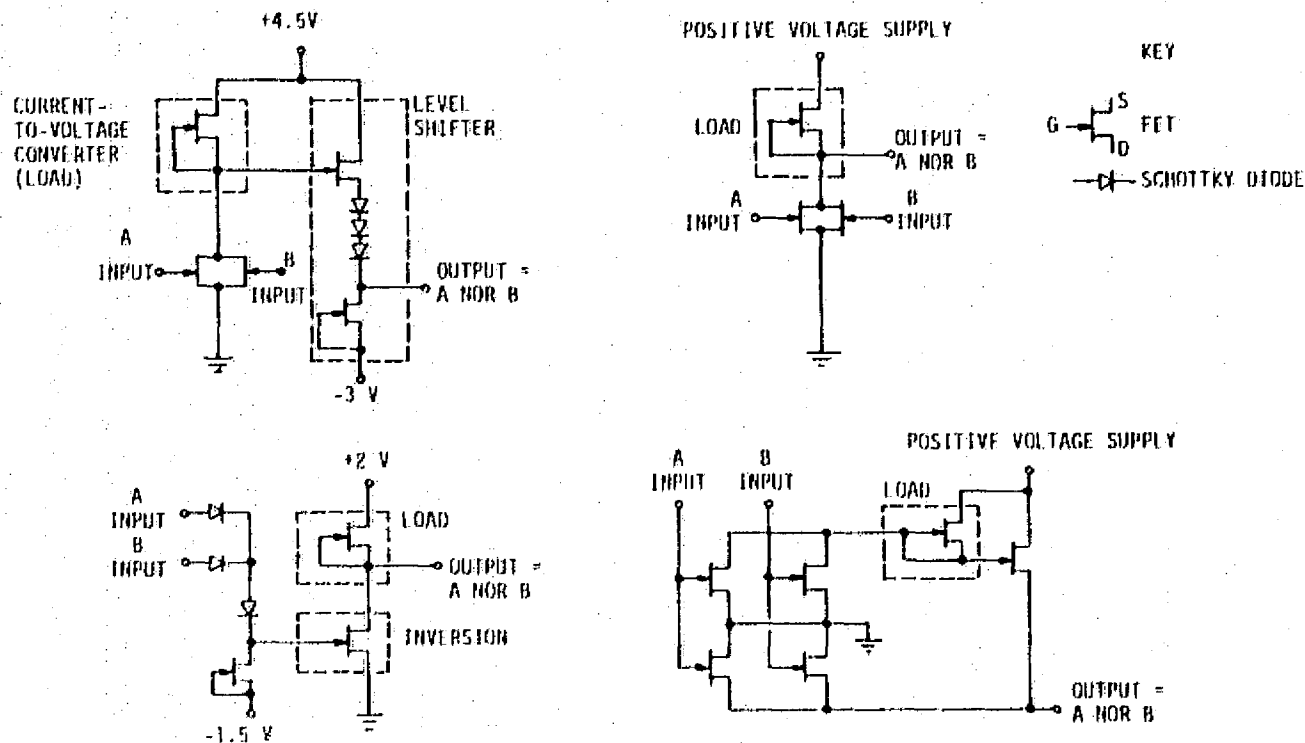 +4.5V
CURRENT-
TO-VOLTAGE
CONVERTER
(LOAD)
LEVEL
SHIFTER
A
INPUT
B
INPUT
OUTPUT =
A NOR B
-3 V
POSITIVE VOLTAGE SUPPLY
LOAD
OUTPUT =
A NOR B
A
INPUT
B
INPUT
KEY
S
G
FET
D
SCHOTTKY DIODE
+2 V
A
INPUT
B
INPUT
LOAD
OUTPUT =
A NOR B
INVERSION
-1.5 V
POSITIVE VOLTAGE SUPPLY
A
INPUT
B
INPUT
LOAD
OUTPUT =
A NOR B